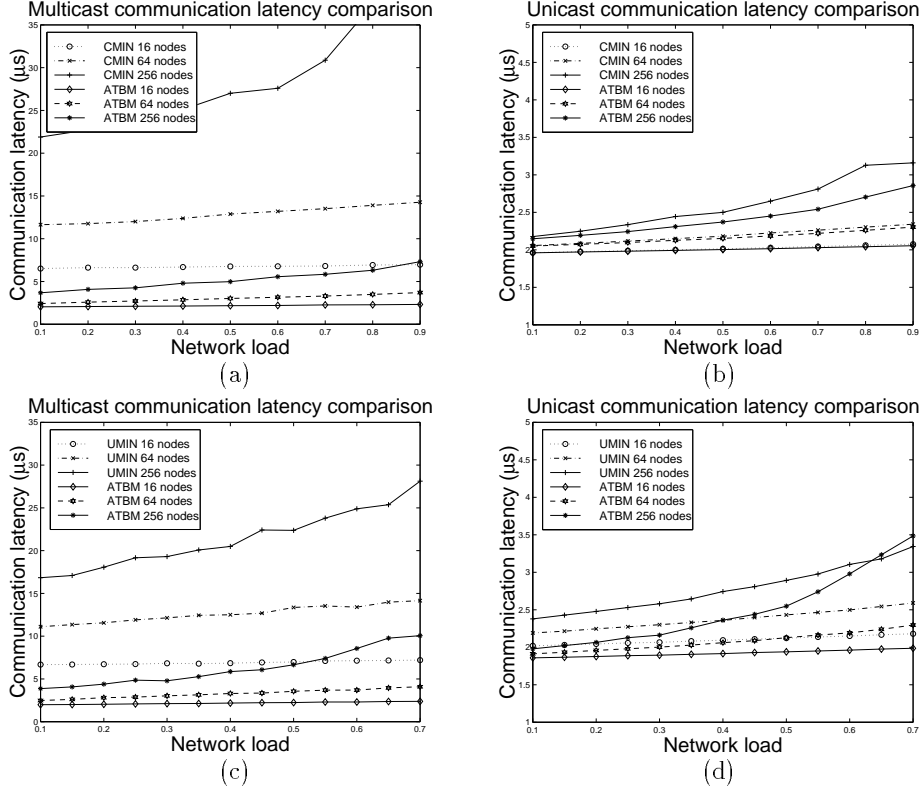 Multicast communication latency comparison
Communication latency (μs)
35
30
25
20
15
10
5
0
CMIN 16 nodes
CMIN 64 nodes
CMIN 256 nodes
ATBM 16 nodes
ATBM 64 nodes
ATBM 256 nodes
0.1 0.2 0.3 0.4 0.5 0.6 0.7 0.8 0.9
Network load
(a)
Unicast communication latency comparison
Communication latency (μs)
5
4.5
4
3.5
3
2.5
2
1.5
1
CMIN 16 nodes
CMIN 64 nodes
CMIN 256 nodes
ATBM 16 nodes
ATBM 64 nodes
ATBM 256 nodes
0.1 0.2 0.3 0.4 0.5 0.6 0.7 0.8 0.9
Network load
(b)
Multicast communication latency comparison
Communication latency (μs)
35
30
25
20
15
10
5
0
UMIN 16 nodes
UMIN 64 nodes
UMIN 256 nodes
ATBM 16 nodes
ATBM 64 nodes
ATBM 256 nodes
0.1 0.2 0.3 0.4 0.5 0.6 0.7
Network load
(c)
Unicast communication latency comparison
Communication latency (μs)
5
4.5
4
3.5
3
2.5
2
1.5
1
UMIN 16 nodes
UMIN 64 nodes
UMIN 256 nodes
ATBM 16 nodes
ATBM 64 nodes
ATBM 256 nodes
0.1 0.2 0.3 0.4 0.5 0.6 0.7
Network load
(d)